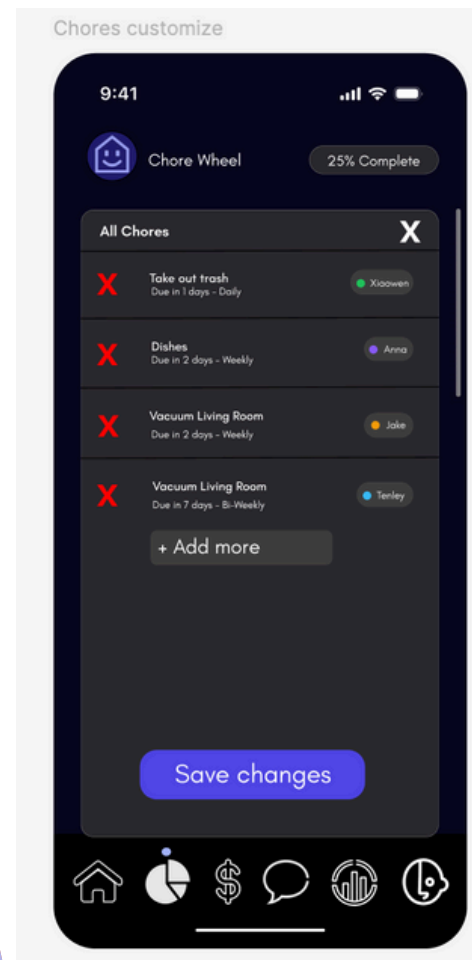 Chores customize
9:41
Chore Wheel
25% Complete
All Chores
X
X
Take out trash
Due in 1 days - Daily
Xiaowen
X
Dishes
Due in 2 days - Weekly
Anna
X
Vacuum Living Room
Due in 2 days - Weekly
Jake
X
Vacuum Living Room
Due in 7 days - Bi-Weekly
Tenley
+ Add more
Save changes
$